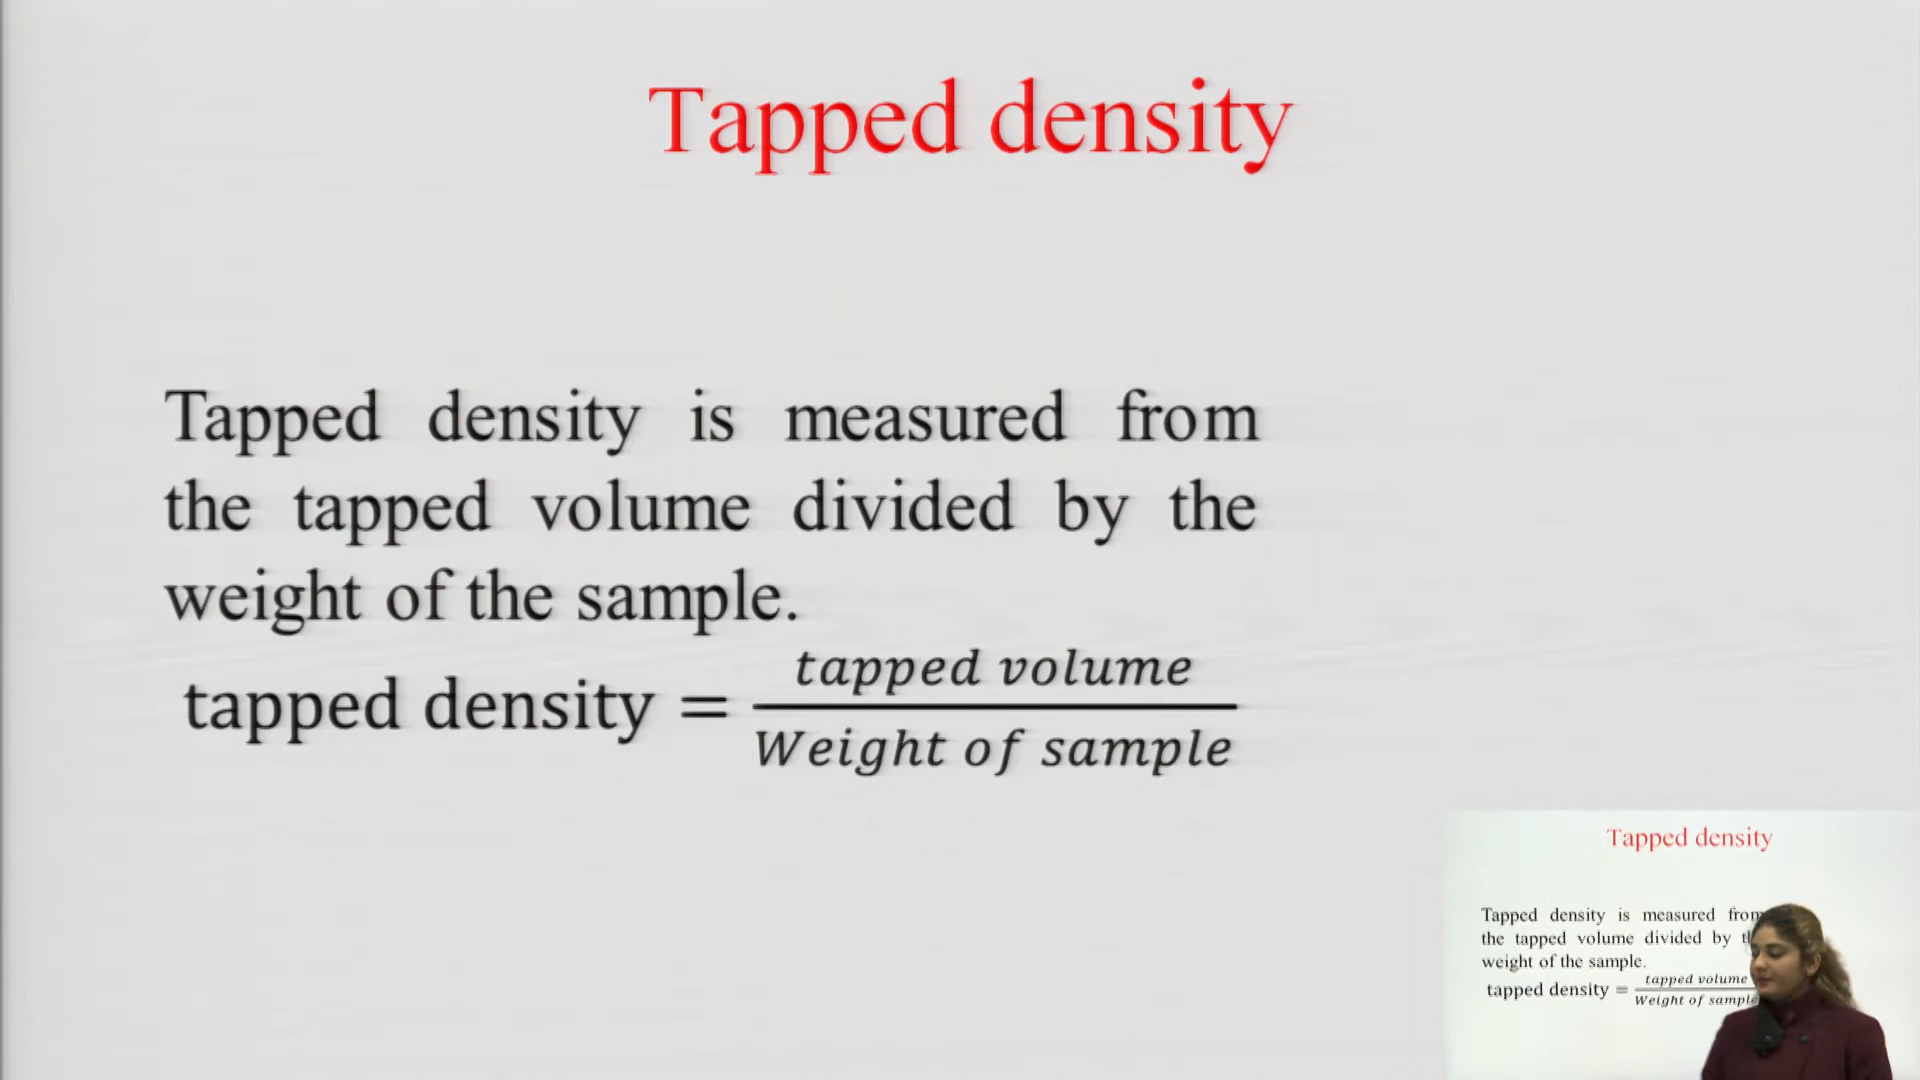 Tapped density
Tapped density is measured from
the tapped volume divided by the
weight of the sample.
tapped density = tapped volume / Weight of sample
Tapped density
Tapped density is measured from
the tapped volume divided by
weight of the sample.
tapped density = tapped volume / Weight of sample